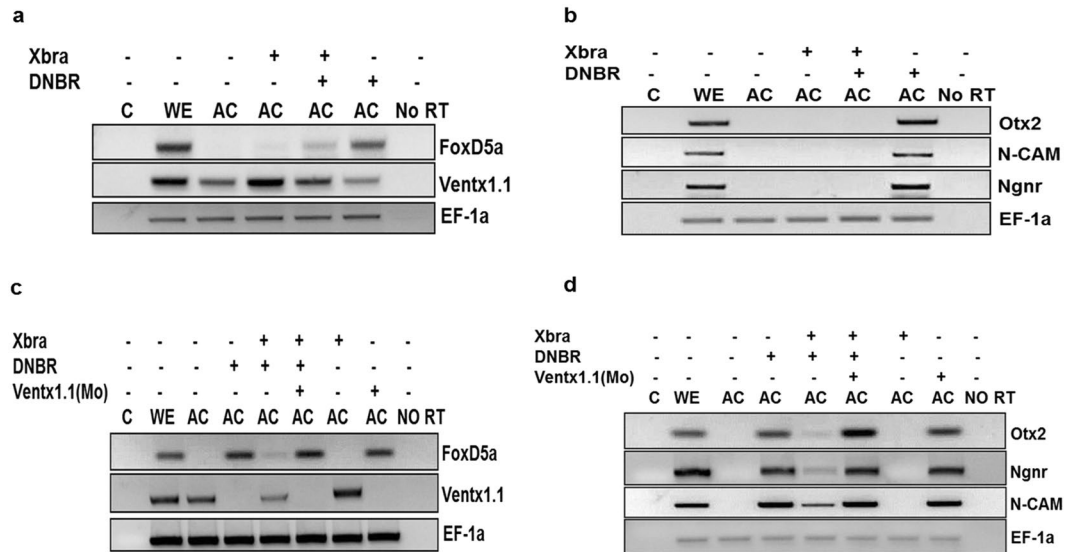 a
Xbra - - - + + - -
DNBR - - - - + + -
C WE AC AC AC AC No RT
FoxD5a
Ventx1.1
EF-1a
b
Xbra - - - + + - -
DNBR - - - - + + -
C WE AC AC AC AC No RT
Otx2
N-CAM
Ngnr
EF-1a
c
Xbra - - - - + + + - -
DNBR - - - + + + - - -
Ventx1.1(Mo) - - - - - + - + -
C WE AC AC AC AC AC AC NO RT
FoxD5a
Ventx1.1
EF-1a
d
Xbra - - - - + + + - -
DNBR - - - + + + - - -
Ventx1.1(Mo) - - - - - + - + -
C WE AC AC AC AC AC AC NO RT
Otx2
Ngnr
N-CAM
EF-1a